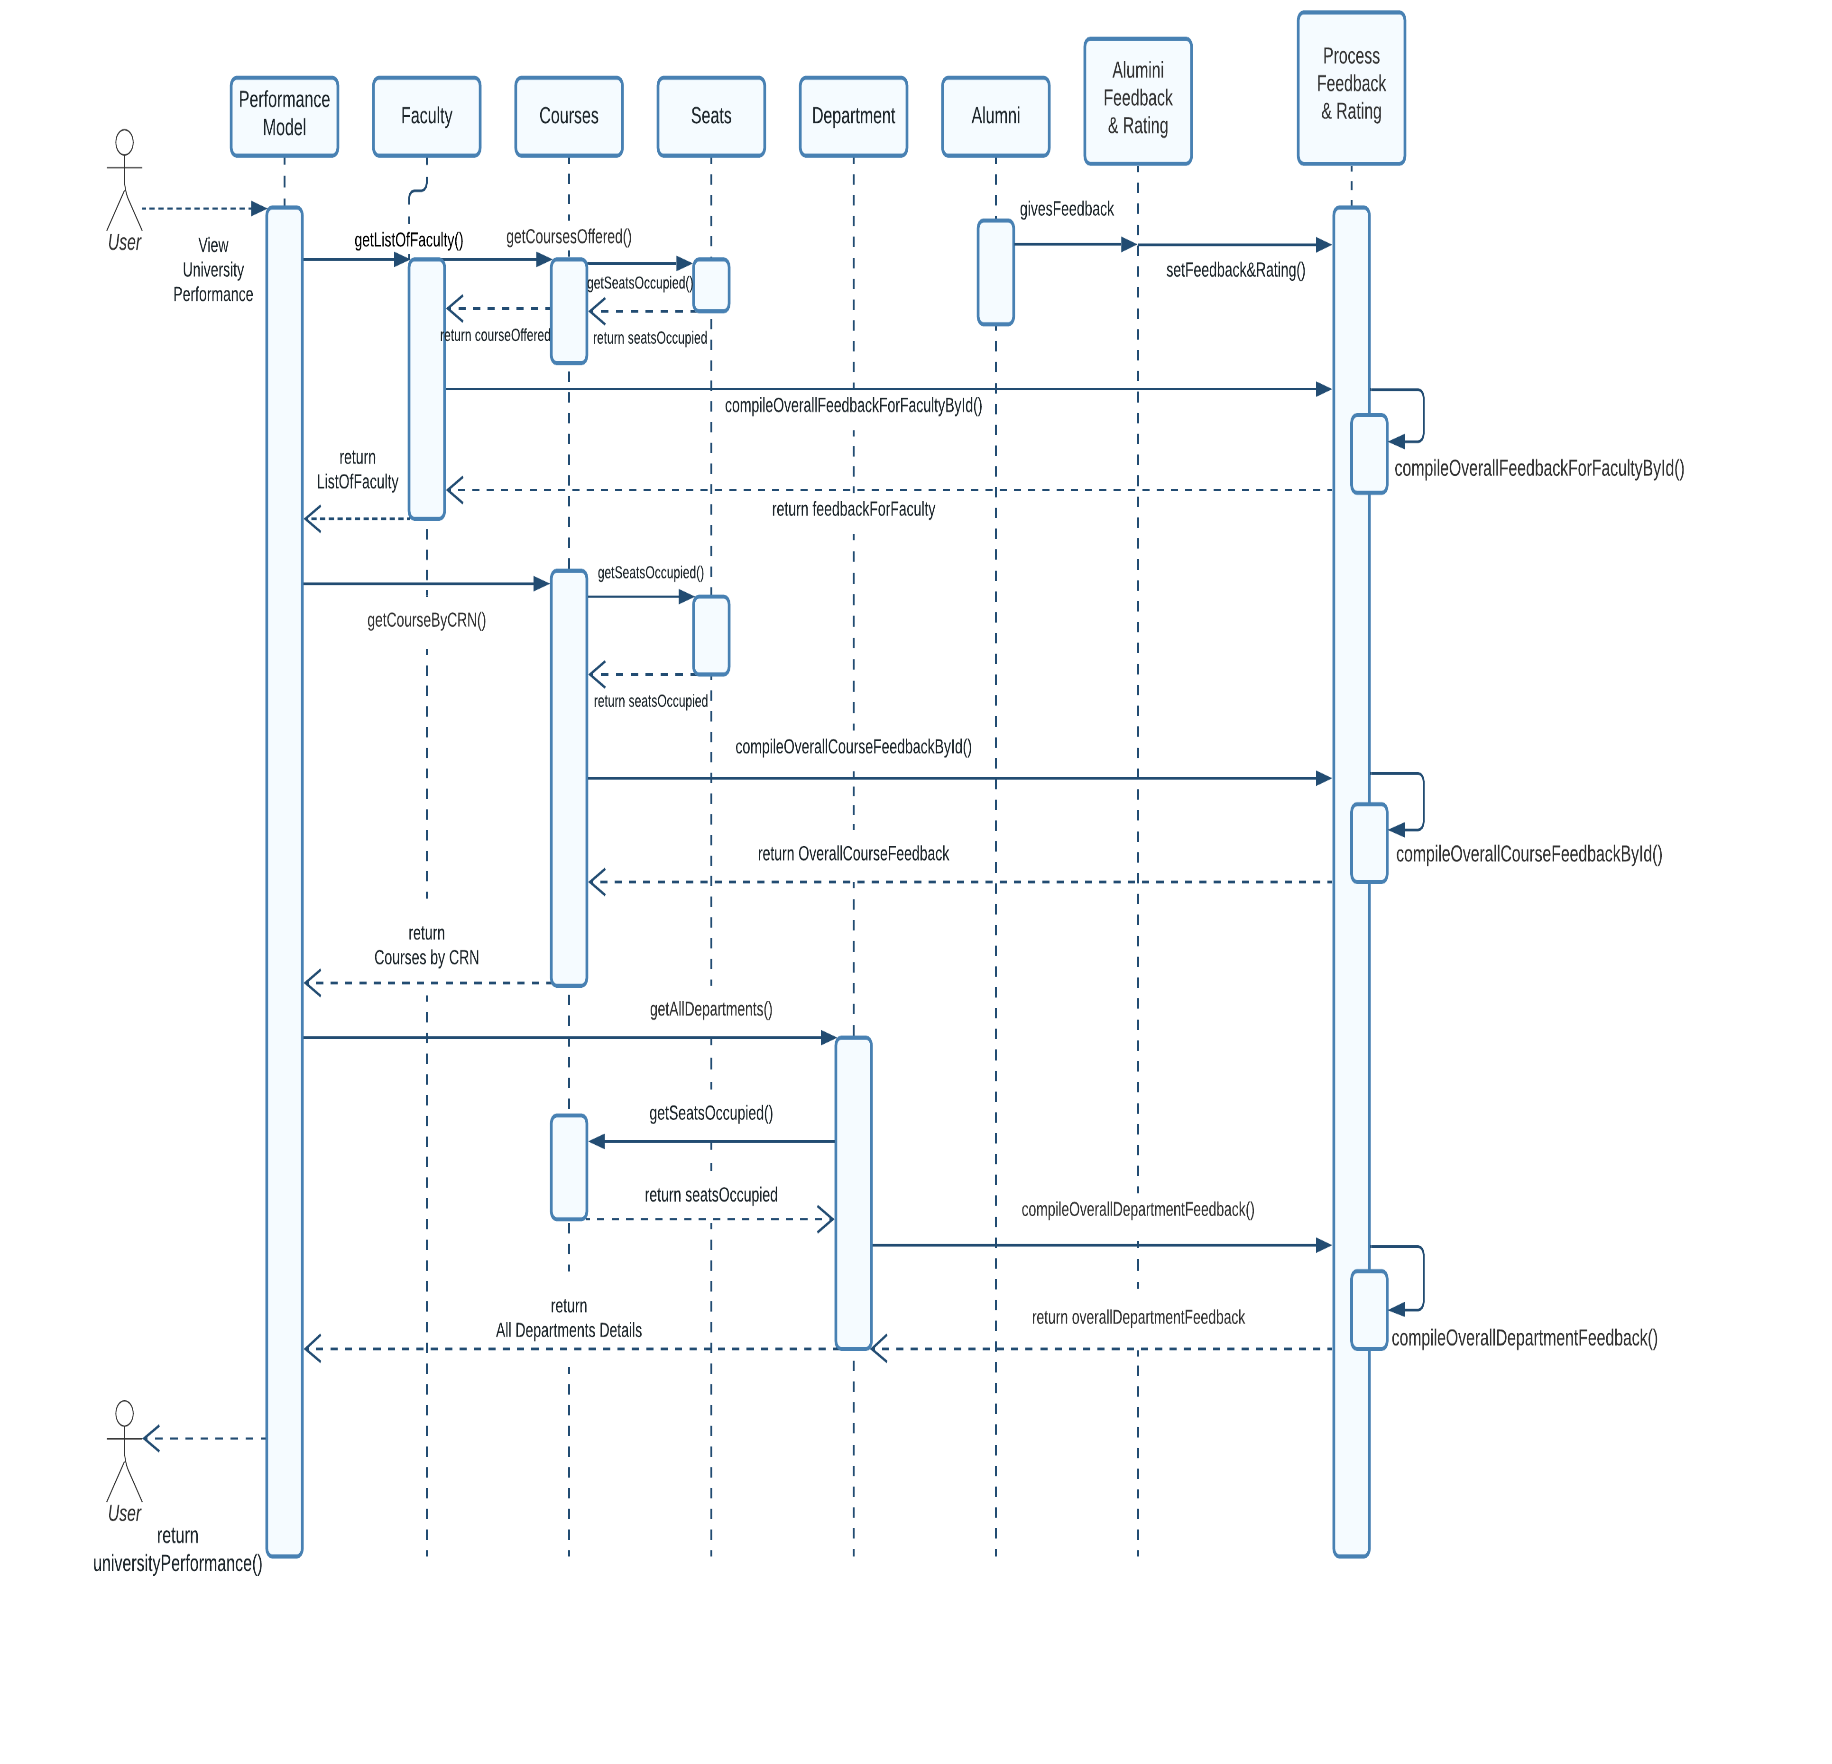 Performance
Model
Faculty
Courses
Seats
Department
Alumni
Alumini
Feedback
& Rating
Process
Feedback
& Rating
User
View
University
Performance
getListOfFaculty()
getCoursesOffered()
getSeatsOccupied()
givesFeedback
setFeedback&Rating()
return courseOffered
return seatsOccupied
compileOverallFeedbackForFacultyById()
compileOverallFeedbackForFacultyById()
return
ListOfFaculty
return feedbackForFaculty
getSeatsOccupied()
getCourseByCRN()
return seatsOccupied
compileOverallCourseFeedbackById()
compileOverallCourseFeedbackById()
return OverallCourseFeedback
return
Courses by CRN
getAllDepartments()
getSeatsOccupied()
return seatsOccupied
compileOverallDepartmentFeedback()
return
All Departments Details
return overallDepartmentFeedback
compileOverallDepartmentFeedback()
User
return
universityPerformance()